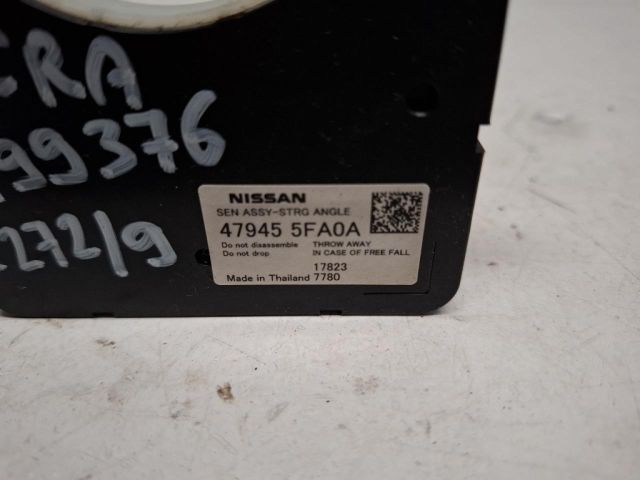 99376
272/9
NISSAN
SEN ASSY-STRG ANGLE
47945 5FA0A
Do not disassemble THROW AWAY
Do not drop IN CASE OF FREE FALL
17823
Made in Thailand 7780